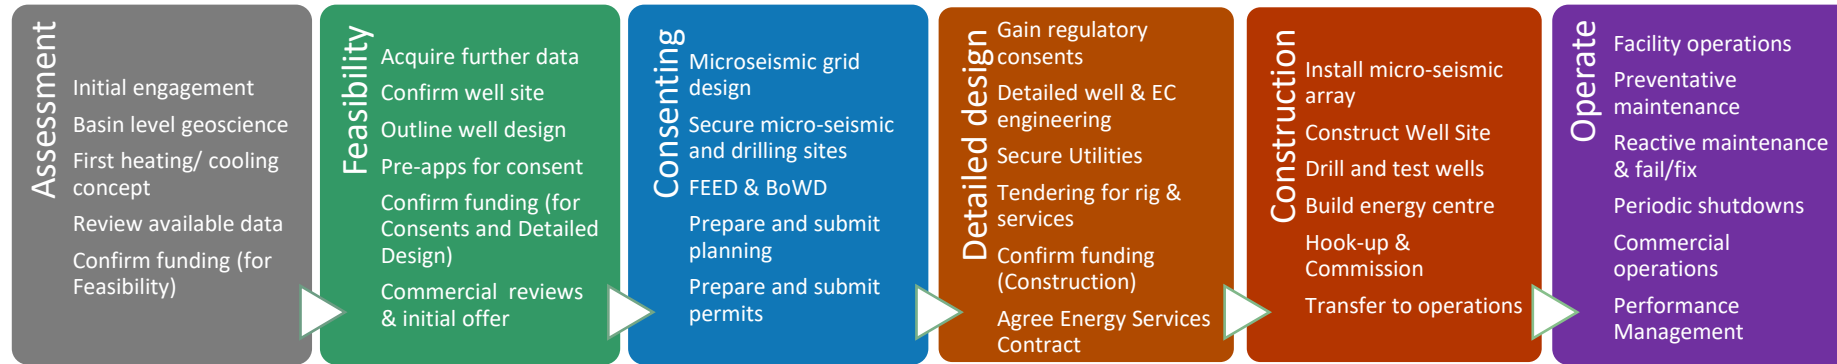 Assessment
Initial engagement
Basin level geoscience
First heating/ cooling
concept
Review available data
Confirm funding (for
Feasibility)
Feasibility
Acquire further data
Confirm well site
Outline well design
Pre-apps for consent
Confirm funding (for
Consents and Detailed
Design)
Commercial reviews
& initial offer
Consenting
Microseismic grid
design
Secure micro-seismic
and drilling sites
FEED & BoWD
Prepare and submit
planning
Prepare and submit
permits
Detailed design
Gain regulatory
consents
Detailed well & EC
engineering
Secure Utilities
Tendering for rig &
services
Confirm funding
(Construction)
Agree Energy Services
Contract
Construction
Install micro-seismic
array
Construct Well Site
Drill and test wells
Build energy centre
Hook-up &
Commission
Transfer to operations
Operate
Facility operations
Preventative
maintenance
Reactive maintenance
& fail/fix
Periodic shutdowns
Commercial
operations
Performance
Management